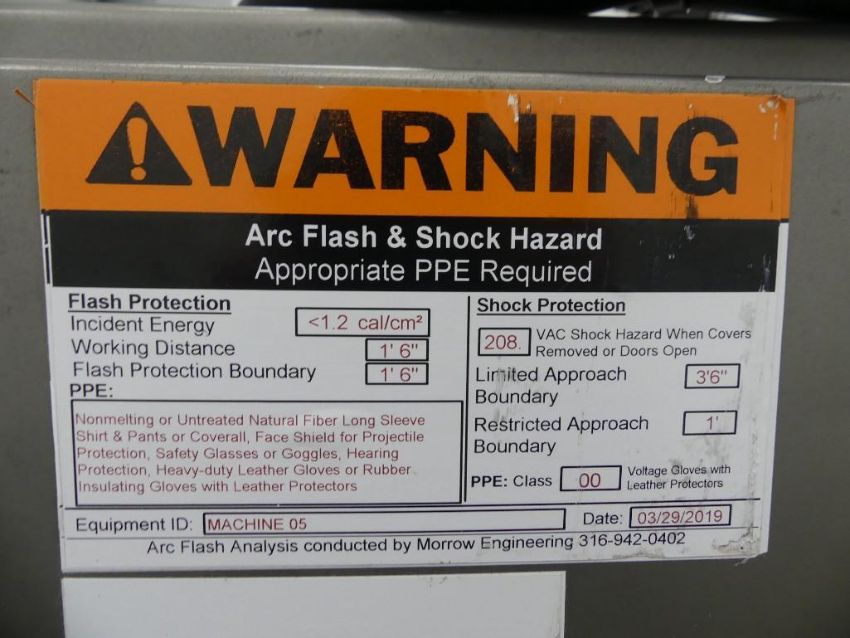 WARNING
Arc Flash & Shock Hazard
Appropriate PPE Required
Flash Protection
Incident Energy <1.2 cal/cm²
Working Distance 1' 6"
Flash Protection Boundary 1' 6"
PPE:
Nonmelting or Untreated Natural Fiber Long Sleeve
Shirt & Pants or Coverall, Face Shield for Projectile
Protection, Safety Glasses or Goggles, Hearing
Protection, Heavy-duty Leather Gloves or Rubber
Insulating Gloves with Leather Protectors
Shock Protection
208. VAC Shock Hazard When Covers
Removed or Doors Open
Limited Approach 3'6"
Boundary
Restricted Approach 1'
Boundary
PPE: Class 00 Voltage Gloves with
Leather Protectors
Equipment ID: MACHINE 05 Date: 03/29/2019
Arc Flash Analysis conducted by Morrow Engineering 316-942-0402